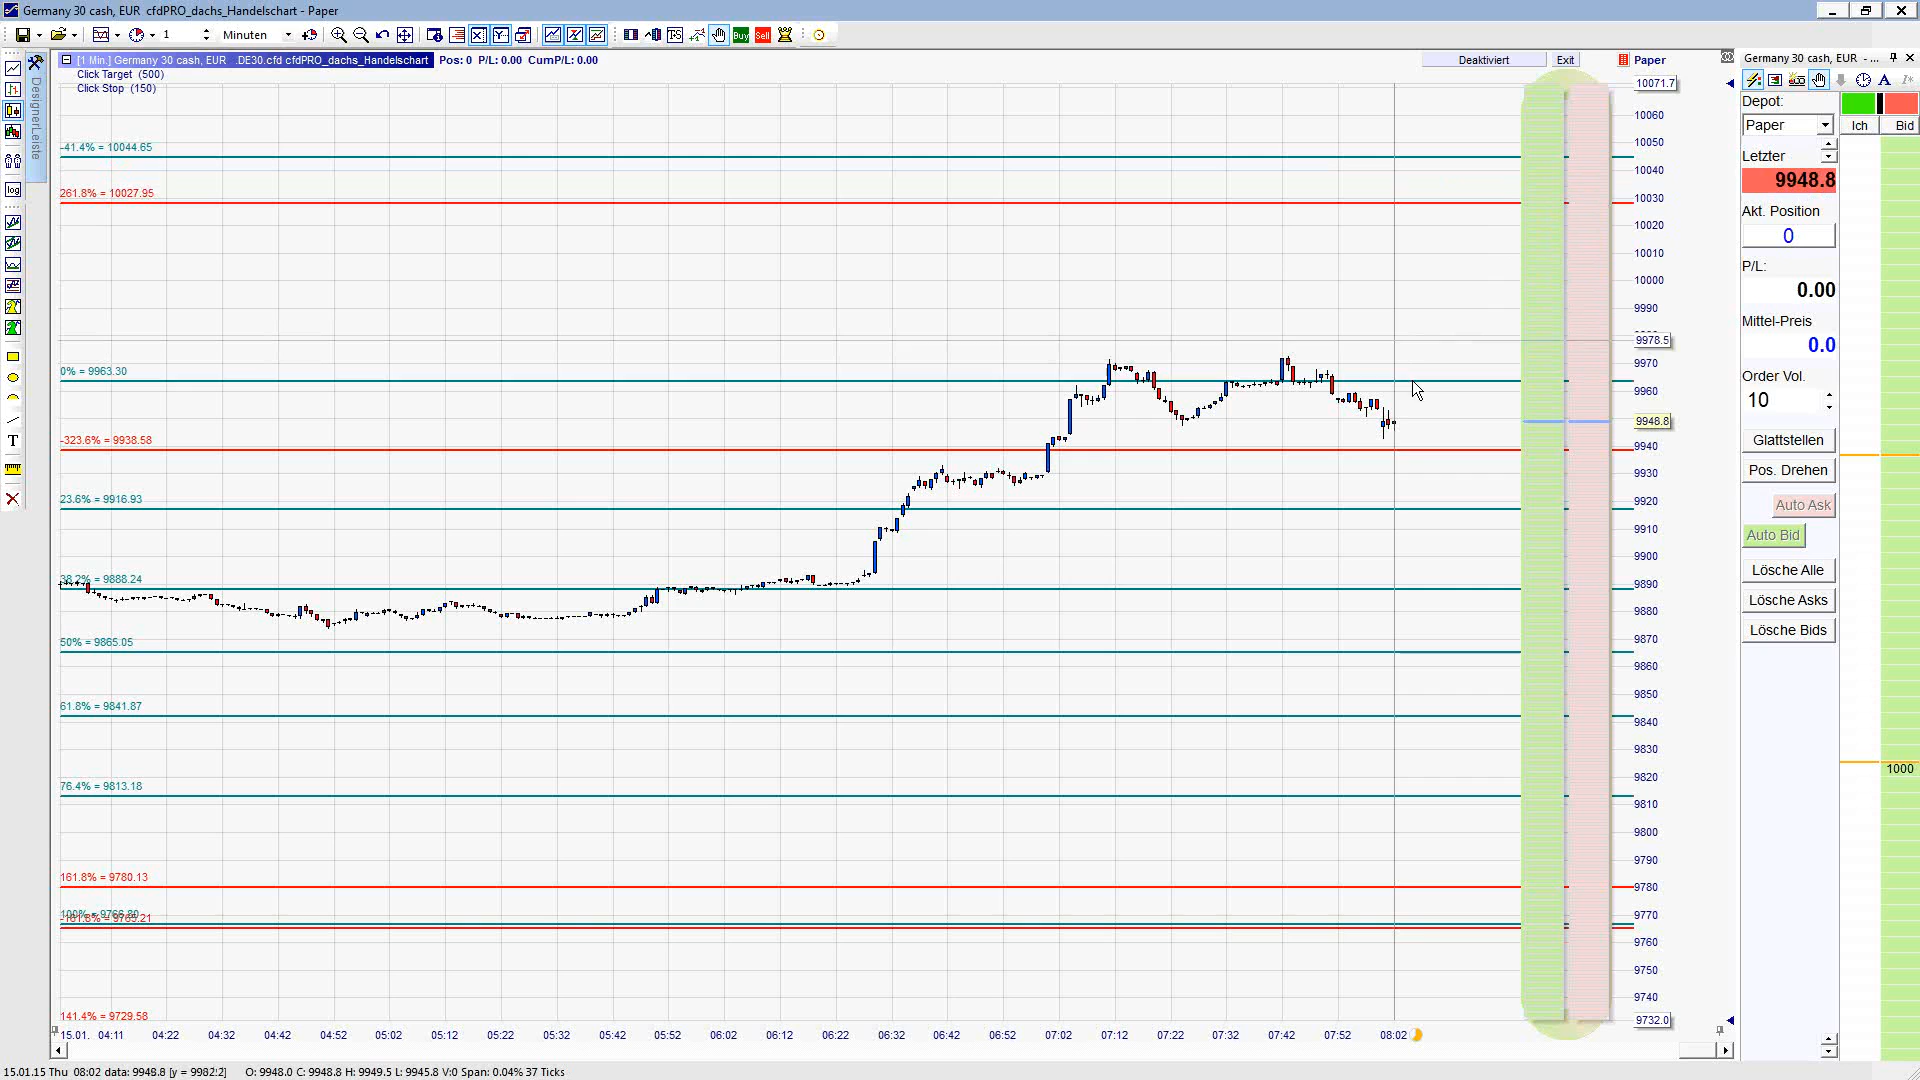 Germany 30 cash, EUR  cfdPRO_dachs_Handelschart - Paper
1 Minuten
T·S Buy Sell
[1 Min.] Germany 30 cash, EUR  .DE30.cfd cfdPRO_dachs_Handelschart  Pos: 0  P/L: 0.00  CumP/L: 0.00
Click Target  (500)
Click Stop  (150)
Deaktiviert
Exit
Paper
DesignerLeiste
log
T
-41.4% = 10044.65
261.8% = 10027.95
0% = 9963.30
-323.6% = 9938.58
23.6% = 9916.93
38.2% = 9888.24
50% = 9865.05
61.8% = 9841.87
76.4% = 9813.18
161.8% = 9780.13
100% = 9766.80
-161.8% = 9765.21
141.4% = 9729.58
10071.7
10060
10050
10040
10030
10020
10010
10000
9990
9978.5
9970
9960
9948.8
9940
9930
9920
9910
9900
9890
9880
9870
9860
9850
9840
9830
9820
9810
9800
9790
9780
9770
9760
9750
9740
9732.0
15.01. 04:11 04:22 04:32 04:42 04:52 05:02 05:12 05:22 05:32 05:42 05:52 06:02 06:12 06:22 06:32 06:42 06:52 07:02 07:12 07:22 07:32 07:42 07:52 08:02
Germany 30 cash, EUR - ...
A
Depot:
Paper
Ich
Bid
Letzter
9948.8
Akt. Position
0
P/L:
0.00
Mittel-Preis
0.0
Order Vol.
10
Glattstellen
Pos. Drehen
Auto Ask
Auto Bid
Lösche Alle
Lösche Asks
Lösche Bids
1000
15.01.15 Thu  08:02 data: 9948.8 [y = 9982:2]  O: 9948.0 C: 9948.8 H: 9949.5 L: 9945.8 V:0 Span: 0.04% 37 Ticks